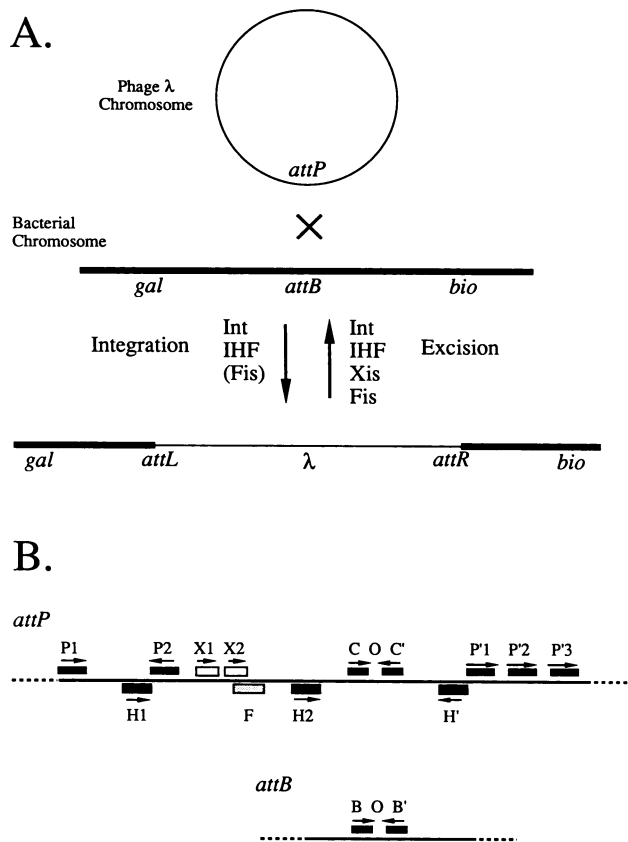 A.
Phage λ
Chromosome
attP
Bacterial
Chromosome
gal attB bio
Integration
Int
IHF
(Fis)
Int
IHF
Xis
Fis
Excision
gal attL λ attR bio
B.
attP
P1 P2 X1 X2 C O C' P'1 P'2 P'3
H1 F H2 H'
attB
B O B'